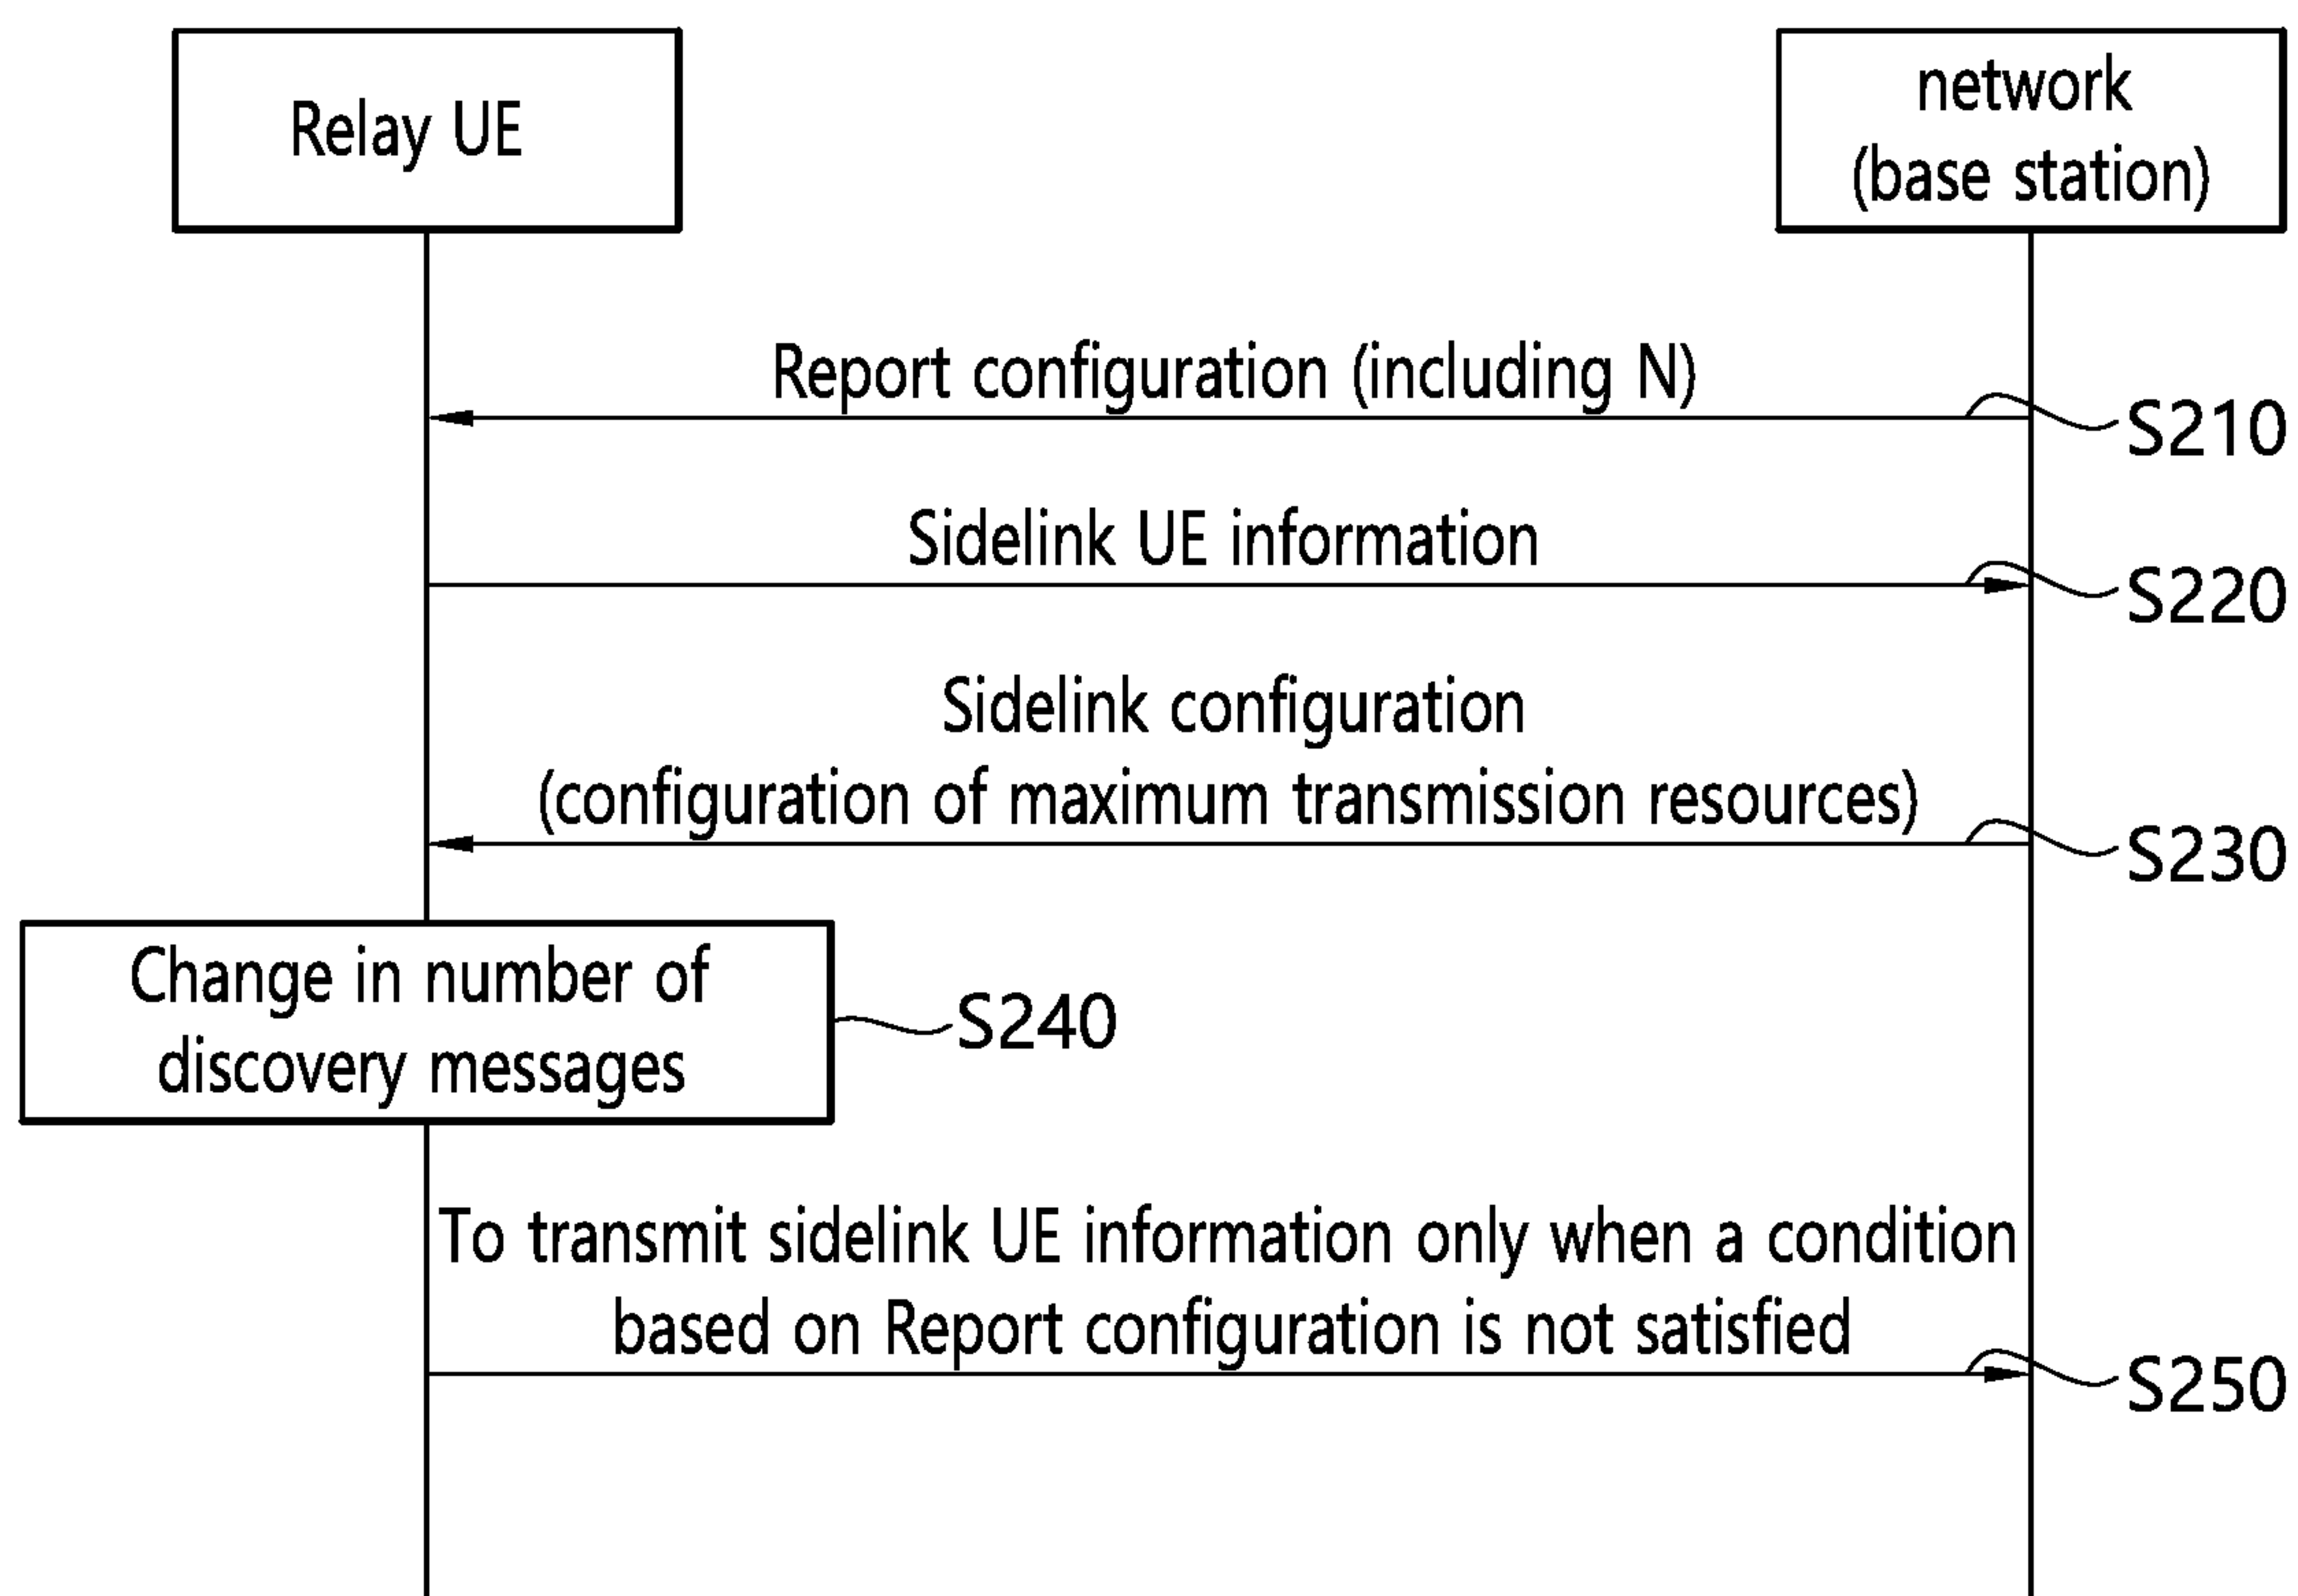 Relay UE
network
(base station)
Report configuration (including N)
S210
Sidelink UE information
S220
Sidelink configuration
(configuration of maximum transmission resources)
S230
Change in number of
discovery messages
S240
To transmit sidelink UE information only when a condition
based on Report configuration is not satisfied
S250